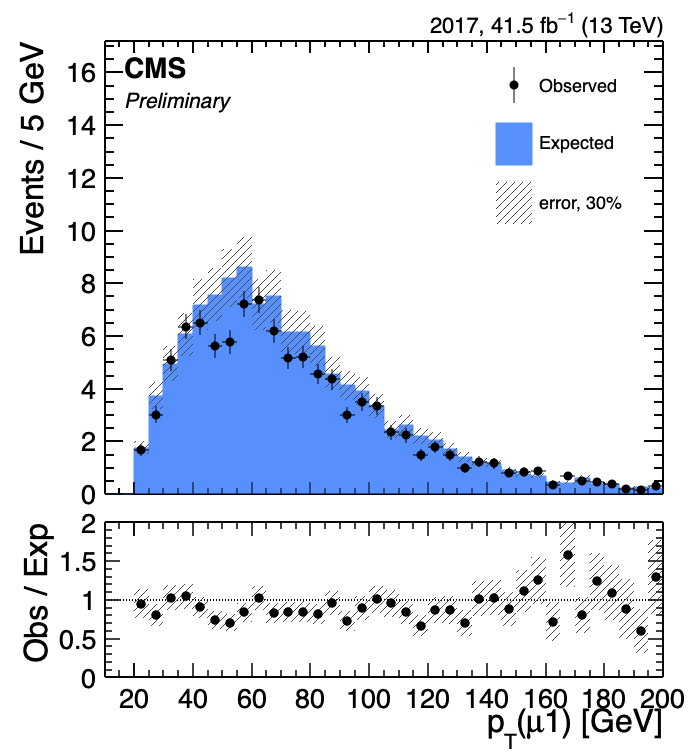 2017, 41.5 fb⁻¹ (13 TeV)
CMS
Preliminary
Observed
Expected
error, 30%
Events / 5 GeV
16
14
12
10
8
6
4
2
0
Obs / Exp
2
1.5
1
0.5
0
20 40 60 80 100 120 140 160 180 200
p_T(μ1) [GeV]